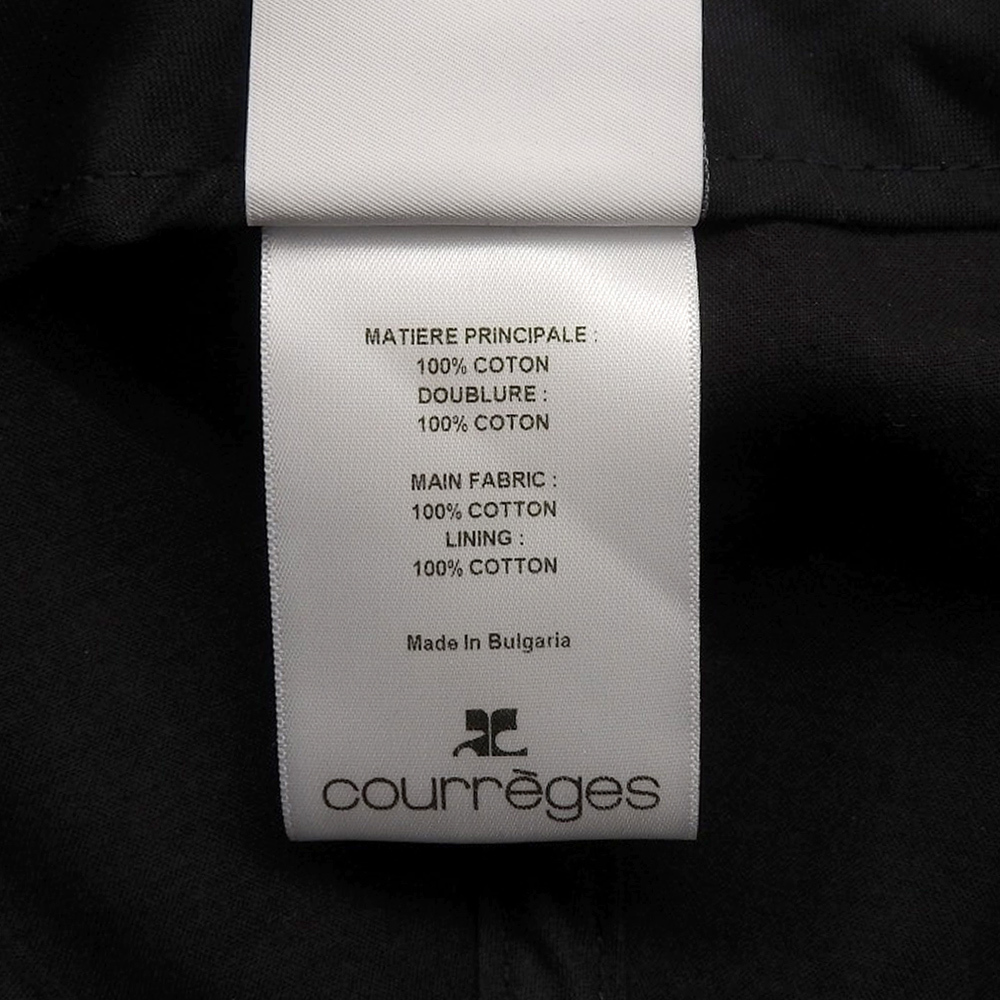 MATIERE PRINCIPALE :
100% COTON
DOUBLURE :
100% COTON
MAIN FABRIC :
100% COTTON
LINING :
100% COTTON
Made In Bulgaria
courrèges